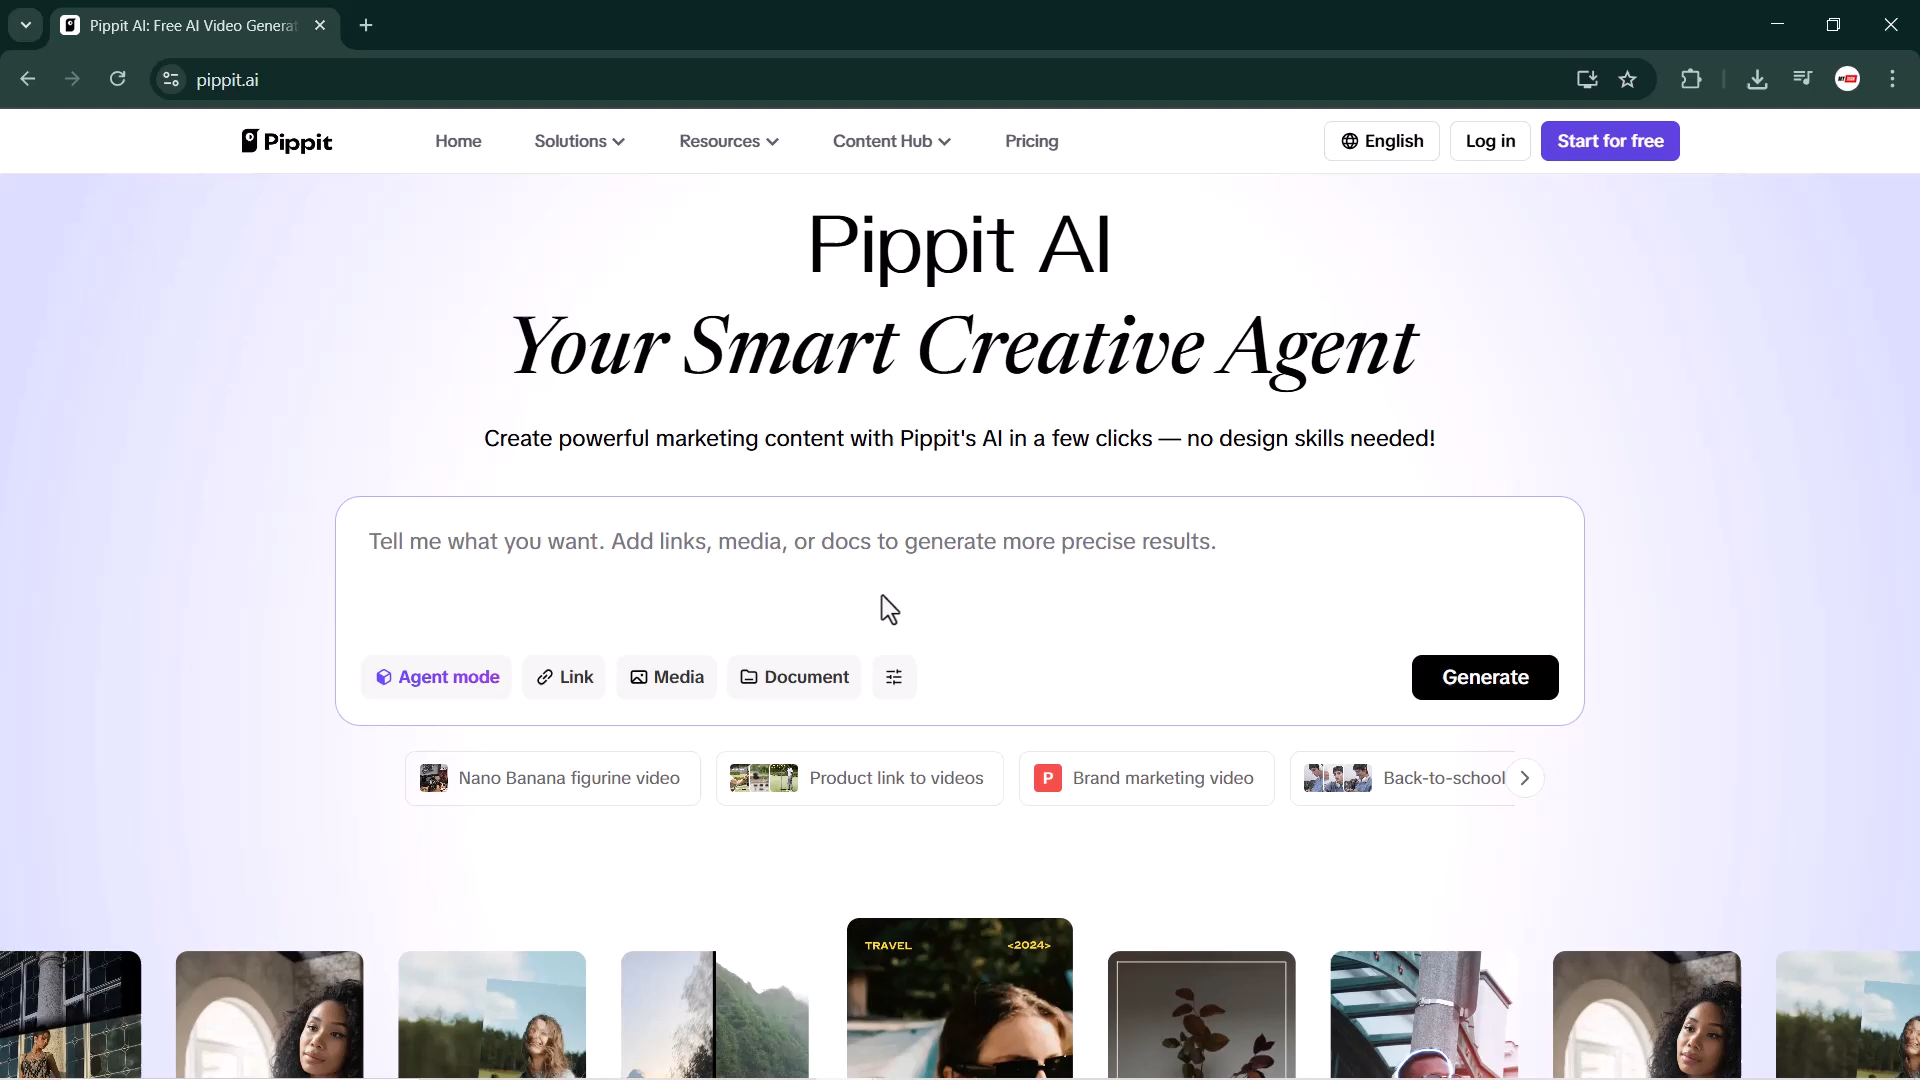 Pippit AI: Free AI Video Generat
pippit.ai
Pippit
Home
Solutions
Resources
Content Hub
Pricing
English
Log in
Start for free
Pippit AI
Your Smart Creative Agent
Create powerful marketing content with Pippit's AI in a few clicks — no design skills needed!
Tell me what you want. Add links, media, or docs to generate more precise results.
Agent mode
Link
Media
Document
Generate
Nano Banana figurine video
Product link to videos
P
Brand marketing video
Back-to-school
TRAVEL
<2024>